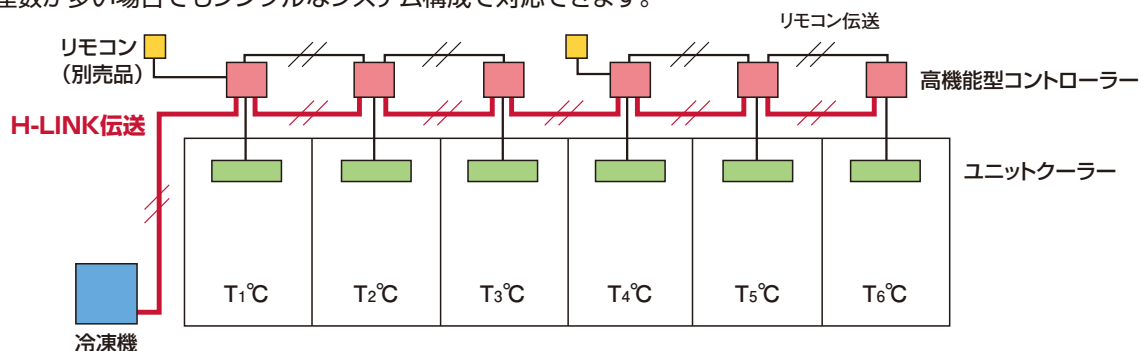 室数が多い場合でもシンプルなシステム構成で対応できます。
リモコン伝送
リモコン
（別売品）
高機能型コントローラー
H-LINK伝送
ユニットクーラー
T1℃
T2℃
T3℃
T4℃
T5℃
T6℃
冷凍機